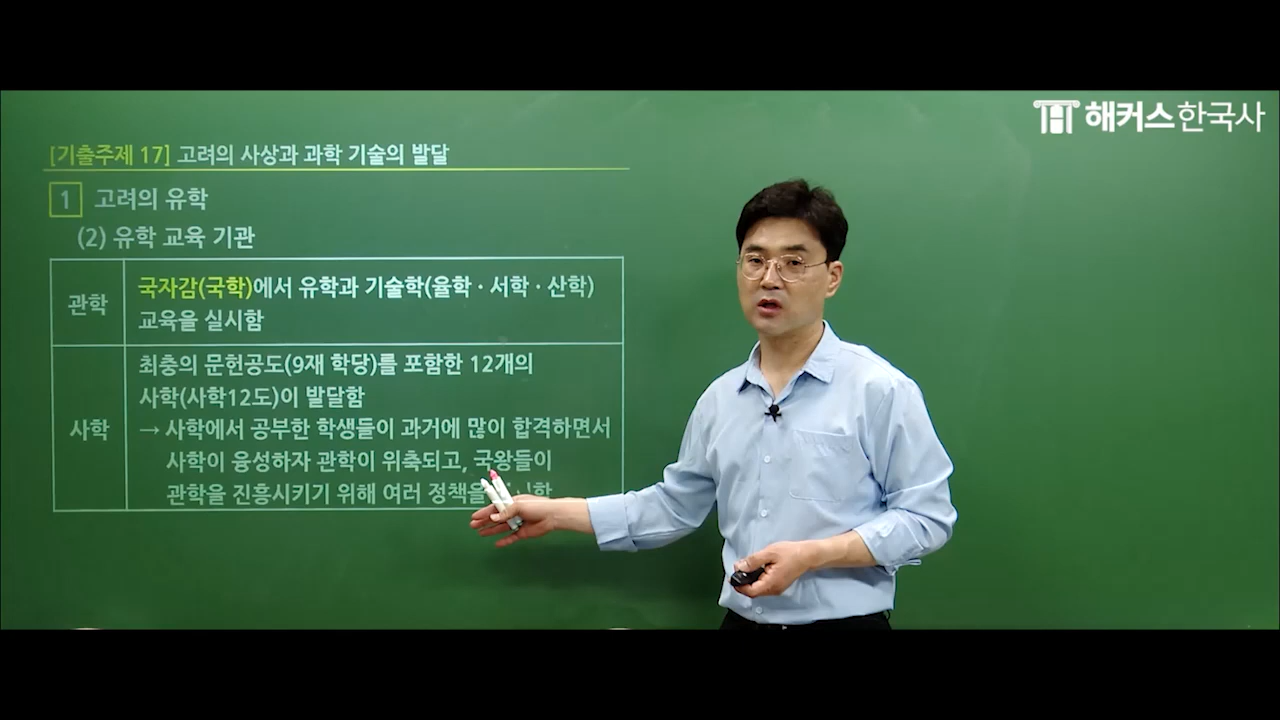 해커스한국사
[기출주제 17] 고려의 사상과 과학 기술의 발달
1 고려의 유학
(2) 유학 교육 기관
관학
국자감(국학)에서 유학과 기술학(율학 · 서학 · 산학)
교육을 실시함
사학
최충의 문헌공도(9재 학당)를 포함한 12개의
사학(사학12도)이 발달함
→ 사학에서 공부한 학생들이 과거에 많이 합격하면서
사학이 융성하자 관학이 위축되고, 국왕들이
관학을 진흥시키기 위해 여러 정책을